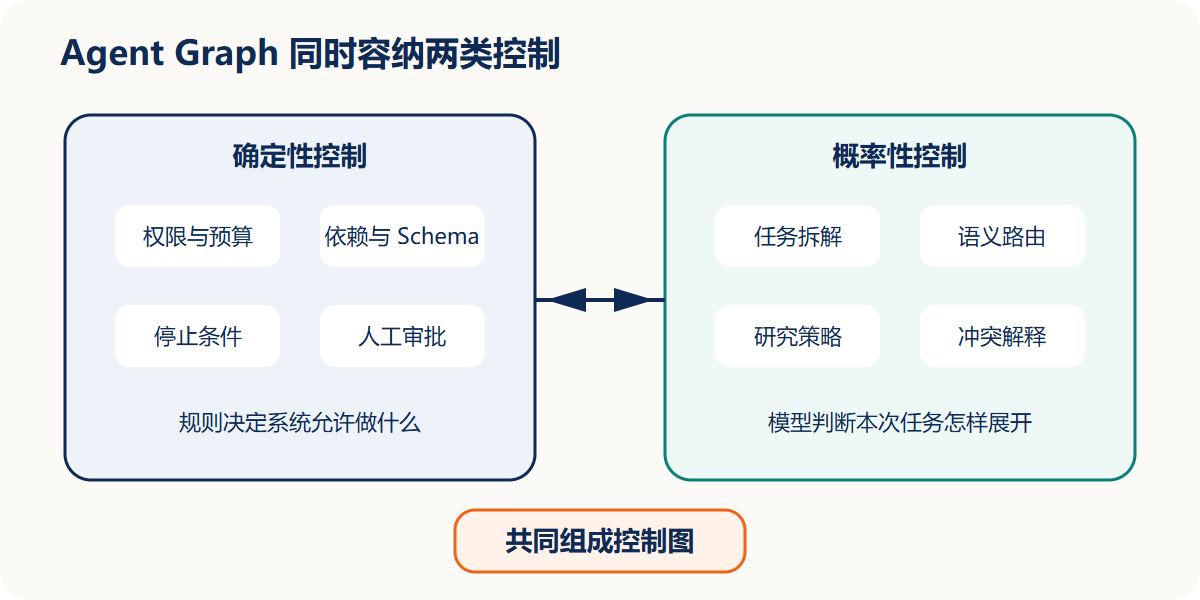 Agent Graph 同时容纳两类控制
确定性控制
权限与预算
依赖与 Schema
停止条件
人工审批
规则决定系统允许做什么
概率性控制
任务拆解
语义路由
研究策略
冲突解释
模型判断本次任务怎样展开
共同组成控制图